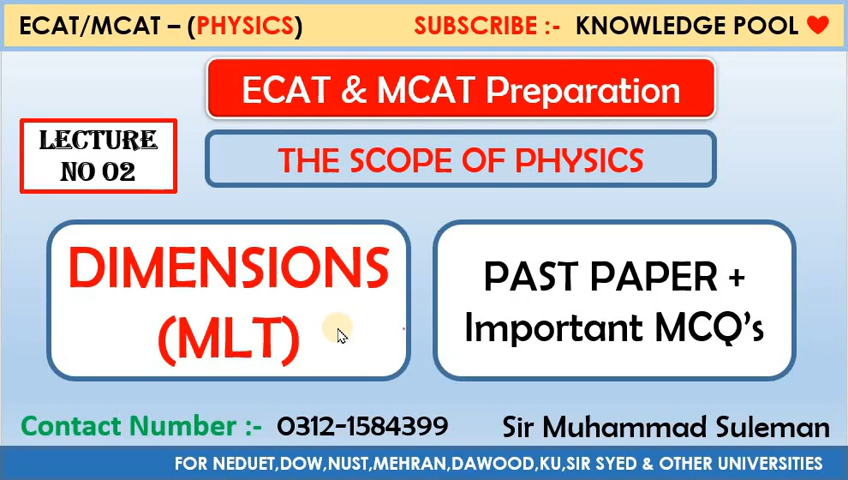 ECAT/MCAT – (PHYSICS)
SUBSCRIBE :- KNOWLEDGE POOL
ECAT & MCAT Preparation
LECTURE
NO 02
THE SCOPE OF PHYSICS
DIMENSIONS
(MLT)
PAST PAPER +
Important MCQ's
Contact Number :- 0312-1584399
Sir Muhammad Suleman
FOR NEDUET,DOW,NUST,MEHRAN,DAWOOD,KU,SIR SYED & OTHER UNIVERSITIES